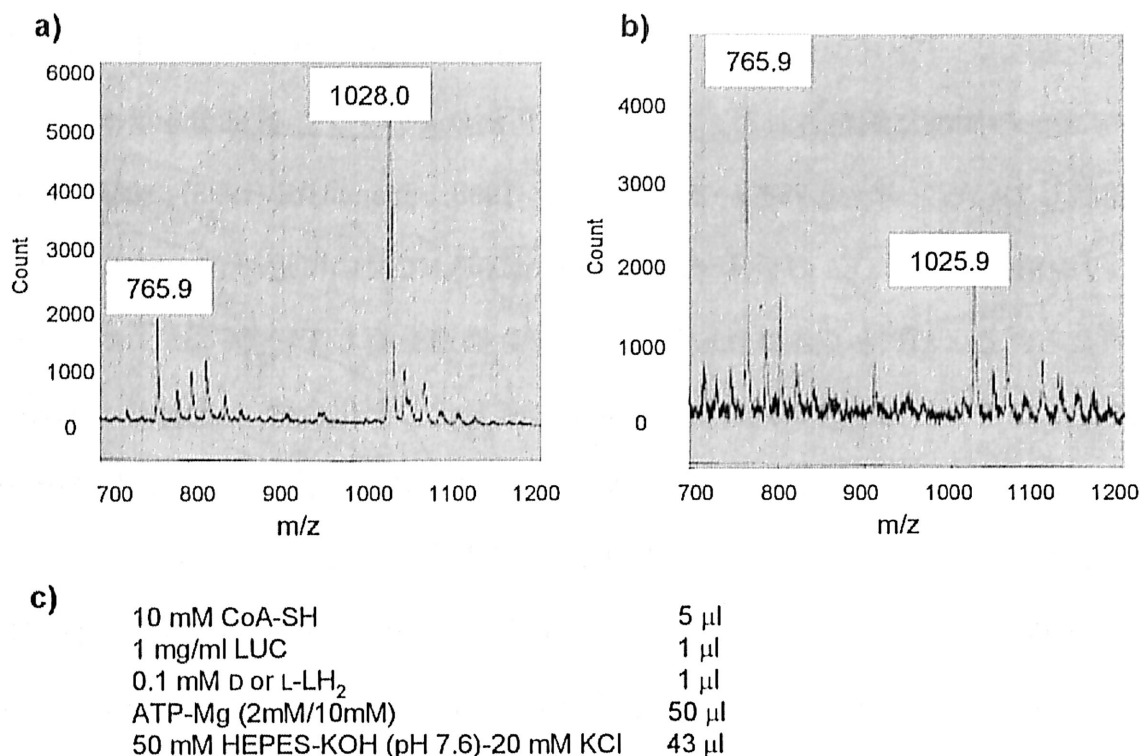 a)
6000
5000
4000
3000
2000
1000
0
Count
1028.0
765.9
700 800 900 1000 1100 1200
m/z
b)
4000
3000
2000
1000
0
Count
765.9
1025.9
700 800 900 1000 1100 1200
m/z
c)
10 mM CoA-SH 5 µl
1 mg/ml LUC 1 µl
0.1 mM D or L-LH2 1 µl
ATP-Mg (2mM/10mM) 50 µl
50 mM HEPES-KOH (pH 7.6)-20 mM KCl 43 µl